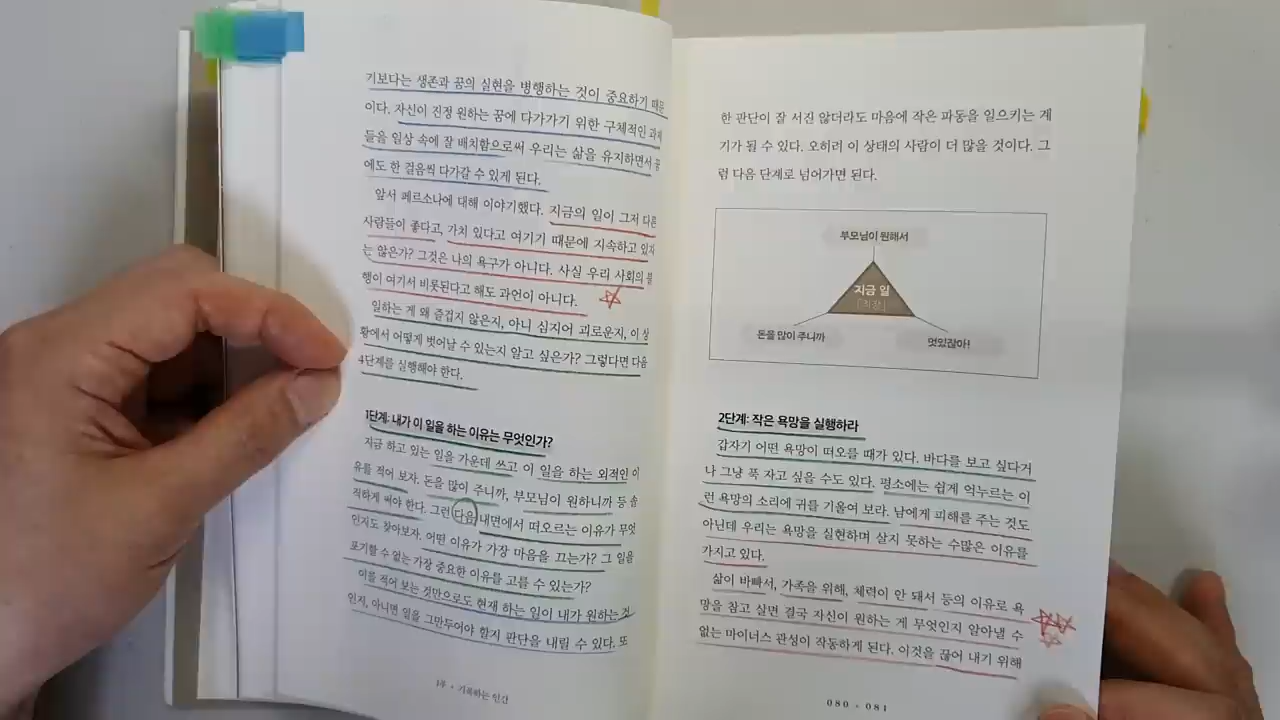 기보다는 생존과 꿈의 실현을 병행하는 것이 중요하기 때문
이다. 자신이 진정 원하는 꿈에 다가가기 위한 구체적인 과제
들을 일상 속에 잘 배치함으로써 우리는 삶을 유지하면서 꿈
에도 한 걸음씩 다가갈 수 있게 된다.
앞서 페르소나에 대해 이야기했다. 지금의 일이 그저 다른
사람들이 좋다고, 가치 있다고 여기기 때문에 지속하고 있지
는 않은가? 그것은 나의 욕구가 아니다. 사실 우리 사회의 불
행이 여기서 비롯된다고 해도 과언이 아니다.
일하는 게 왜 즐겁지 않은지, 아니 심지어 괴로운지, 이 상
황에서 어떻게 벗어날 수 있는지 알고 싶은가? 그렇다면 다음
4단계를 실행해야 한다.
1단계: 내가 이 일을 하는 이유는 무엇인가?
지금 하고 있는 일을 가운데 쓰고 이 일을 하는 외적인 이
유를 적어 보자. 돈을 많이 주니까, 부모님이 원하니까 등 솔
직하게 써야 한다. 그런 다음 내면에서 떠오르는 이유가 무엇
인지도 찾아보자. 어떤 이유가 가장 마음을 끄는가? 그 일을
포기할 수 없는 가장 중요한 이유를 고를 수 있는가?
이를 적어 보는 것만으로도 현재 하는 일이 내가 원하는 것
인지, 아니면 일을 그만두어야 할지 판단을 내릴 수 있다. 또
1부 • 기록하는 인간
한 판단이 잘 서진 않더라도 마음에 작은 파동을 일으키는 계
기가 될 수 있다. 오히려 이 상태의 사람이 더 많을 것이다. 그
럼 다음 단계로 넘어가면 된다.
부모님이 원해서
지금 일
「직장」
돈을 많이 주니까
멋있잖아!
2단계: 작은 욕망을 실행하라
갑자기 어떤 욕망이 떠오를 때가 있다. 바다를 보고 싶다거
나 그냥 푹 자고 싶을 수도 있다. 평소에는 쉽게 억누르는 이
런 욕망의 소리에 귀를 기울여 보라. 남에게 피해를 주는 것도
아닌데 우리는 욕망을 실현하며 살지 못하는 수많은 이유를
가지고 있다.
삶이 바빠서, 가족을 위해, 체력이 안 돼서 등의 이유로 욕
망을 참고 살면 결국 자신이 원하는 게 무엇인지 알아낼 수
없는 마이너스 관성이 작동하게 된다. 이것을 끊어 내기 위해
080 • 081